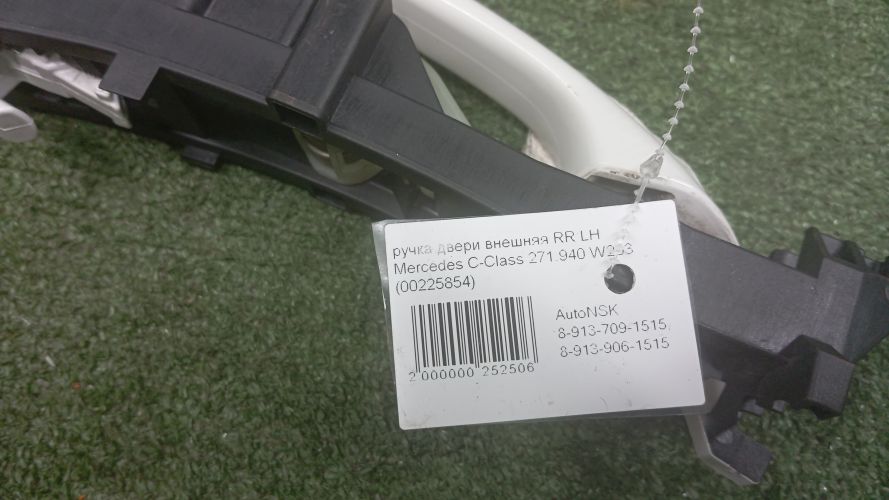 ручка двери внешняя RR LH
Mercedes C-Class 271.940 W203
(00225854)
AutoNSK
8-913-709-1515,
8-913-906-1515
2 000000 252506